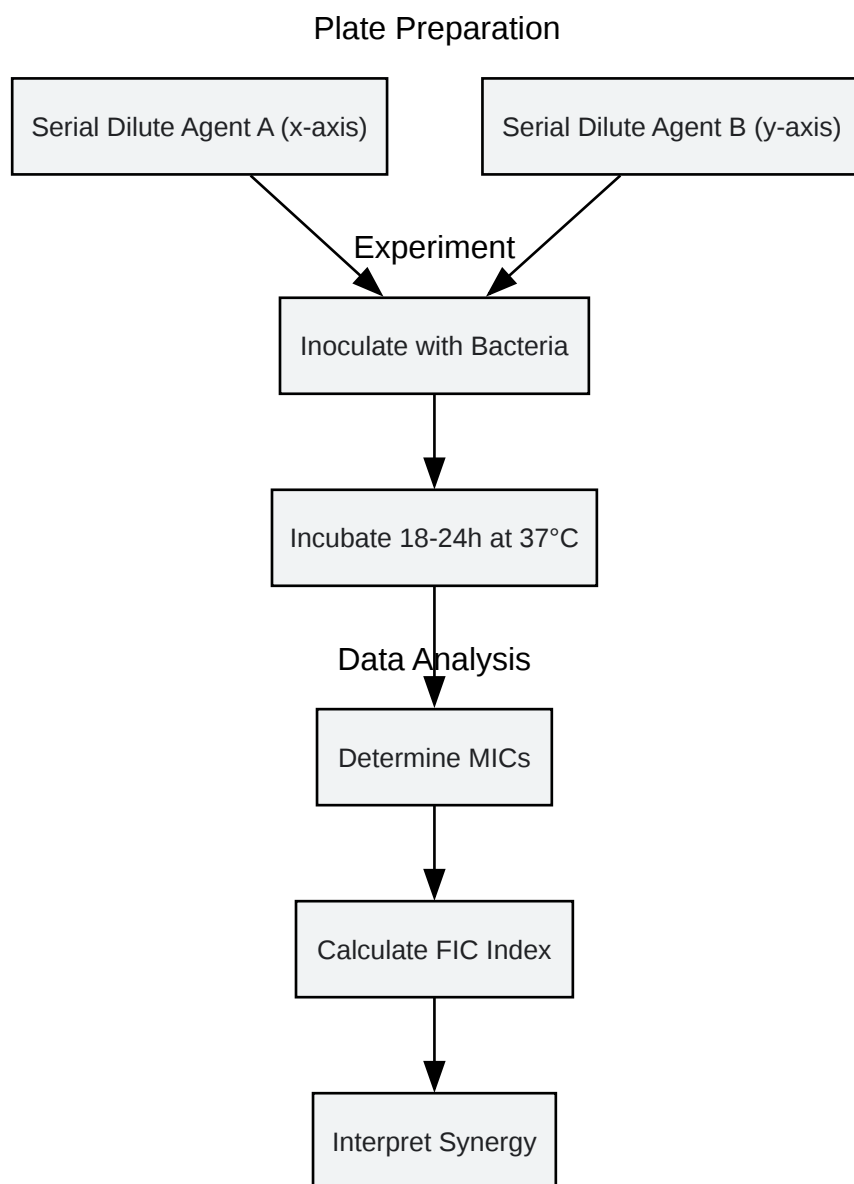 Plate Preparation
Serial Dilute Agent A (x-axis)
Serial Dilute Agent B (y-axis)
Experiment
Inoculate with Bacteria
Incubate 18-24h at 37°C
Data Analysis
Determine MICs
Calculate FIC Index
Interpret Synergy